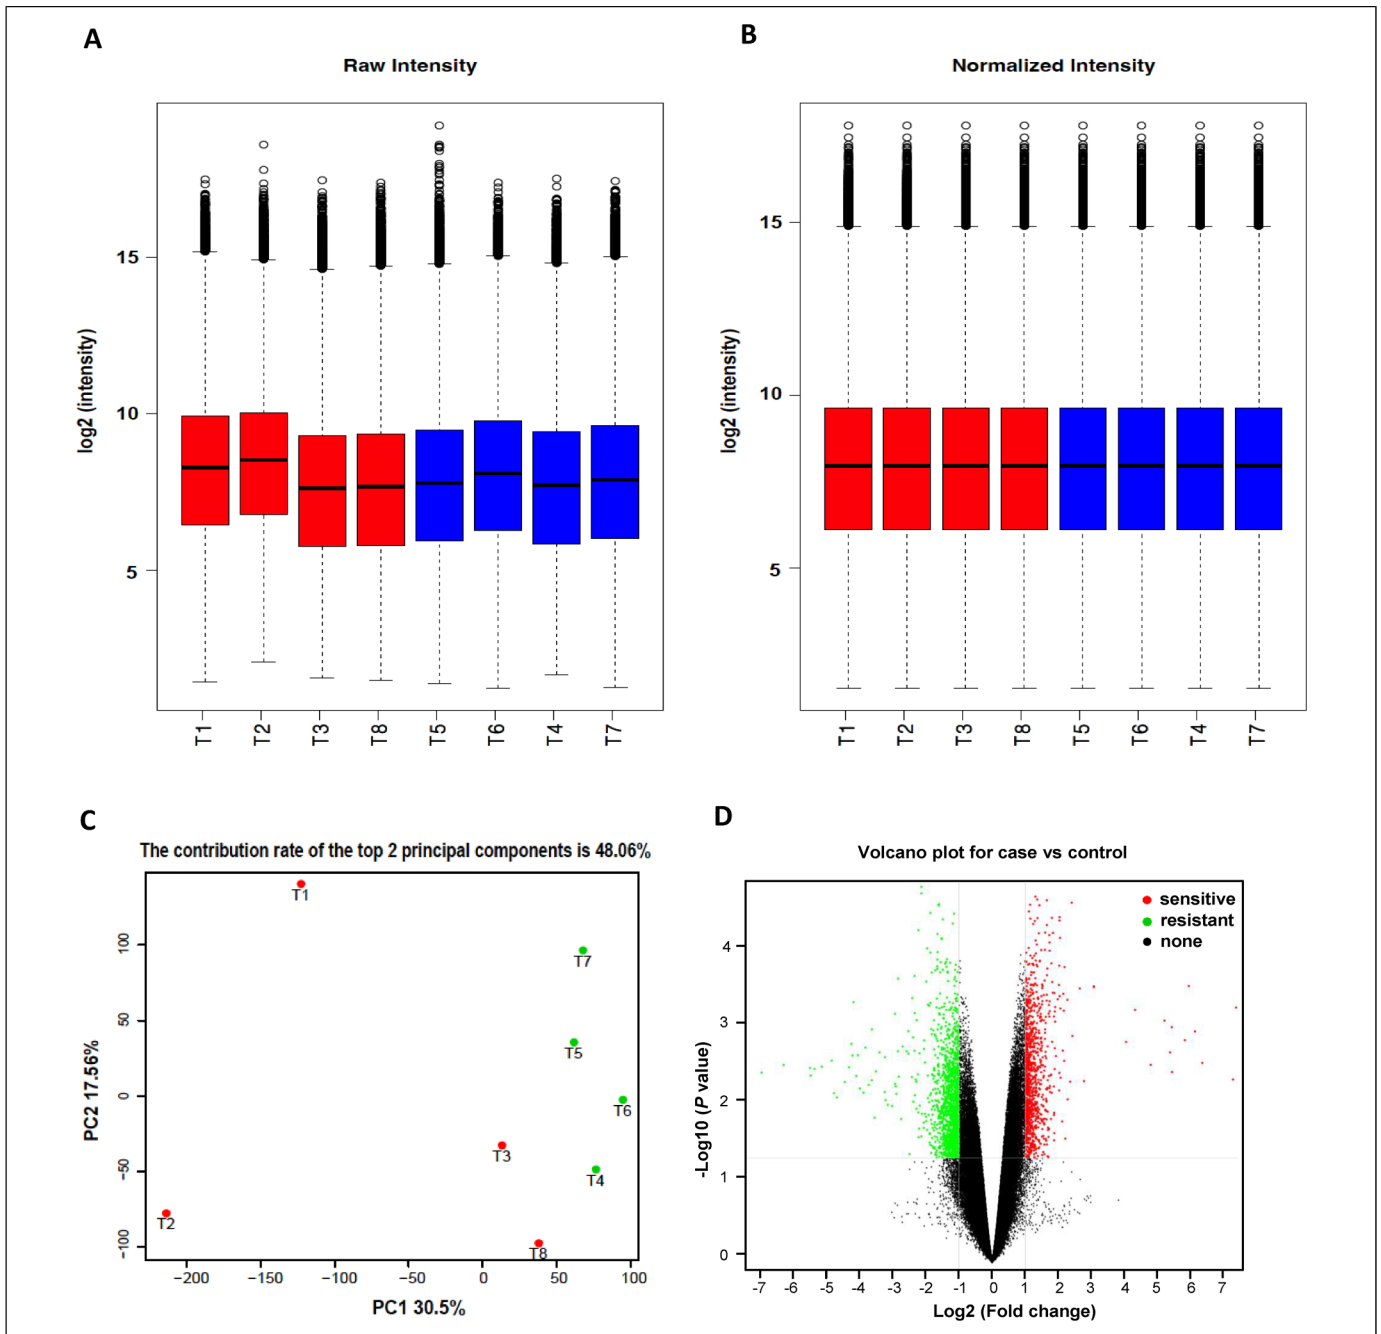 A
Raw Intensity
log2 (intensity)
15
10
5
T1 T2 T3 T8 T5 T6 T4 T7
B
Normalized Intensity
log2 (intensity)
15
10
5
T1 T2 T3 T8 T5 T6 T4 T7
C
The contribution rate of the top 2 principal components is 48.06%
PC2 17.56%
100
50
0
−50
−100
T1
T7
T5
T6
T3
T4
T2
T8
−200 −150 −100 −50 0 50 100
PC1 30.5%
D
Volcano plot for case vs control
sensitive
resistant
none
-Log10 (P value)
4
3
2
1
0
-7 -6 -5 -4 -3 -2 -1 0 1 2 3 4 5 6 7
Log2 (Fold change)